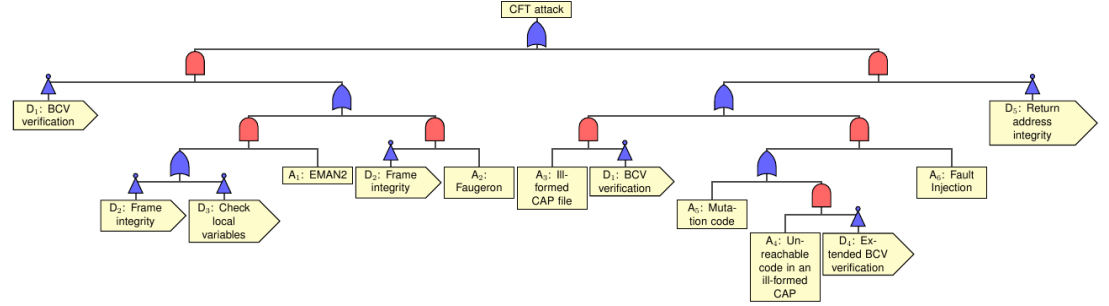 CFT attack
D₁: BCV
verification
D₅: Return
address
integrity
A₁: EMAN2
D₂: Frame
integrity
A₂:
Faugeron
A₃: Ill-
formed
CAP file
D₁: BCV
verification
A₆: Fault
Injection
D₂: Frame
integrity
D₃: Check
local
variables
A₅: Muta-
tion code
A₄: Un-
reachable
code in an
ill-formed
CAP
D₄: Ex-
tended BCV
verification